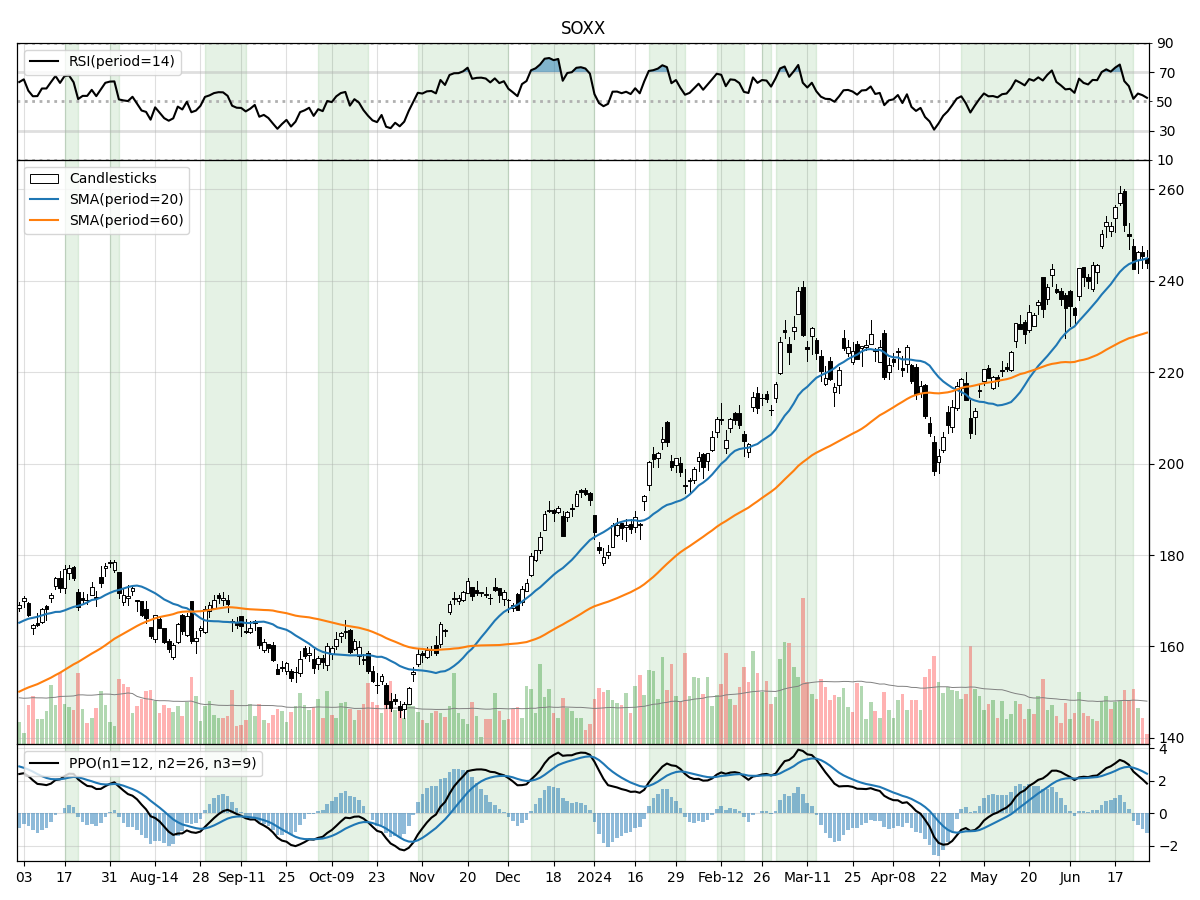 SOXX
RSI(period=14)
90
70
50
30
10
Candlesticks
SMA(period=20)
SMA(period=60)
260
240
220
200
180
160
140
PPO(n1=12, n2=26, n3=9)
4
2
0
−2
03 17 31 Aug-14 28 Sep-11 25 Oct-09 23 Nov 20 Dec 18 2024 16 29 Feb-12 26 Mar-11 25 Apr-08 22 May 20 Jun 17